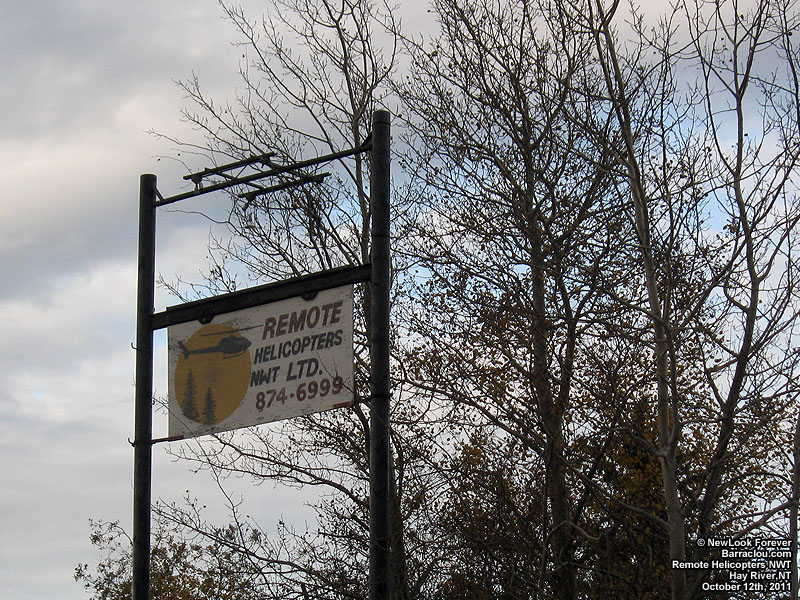 REMOTE
HELICOPTERS
NWT LTD.
874-6999
© NewLook Forever
Barraclou.com
Remote Helicopters NWT
Hay River,NT
October 12th, 2011